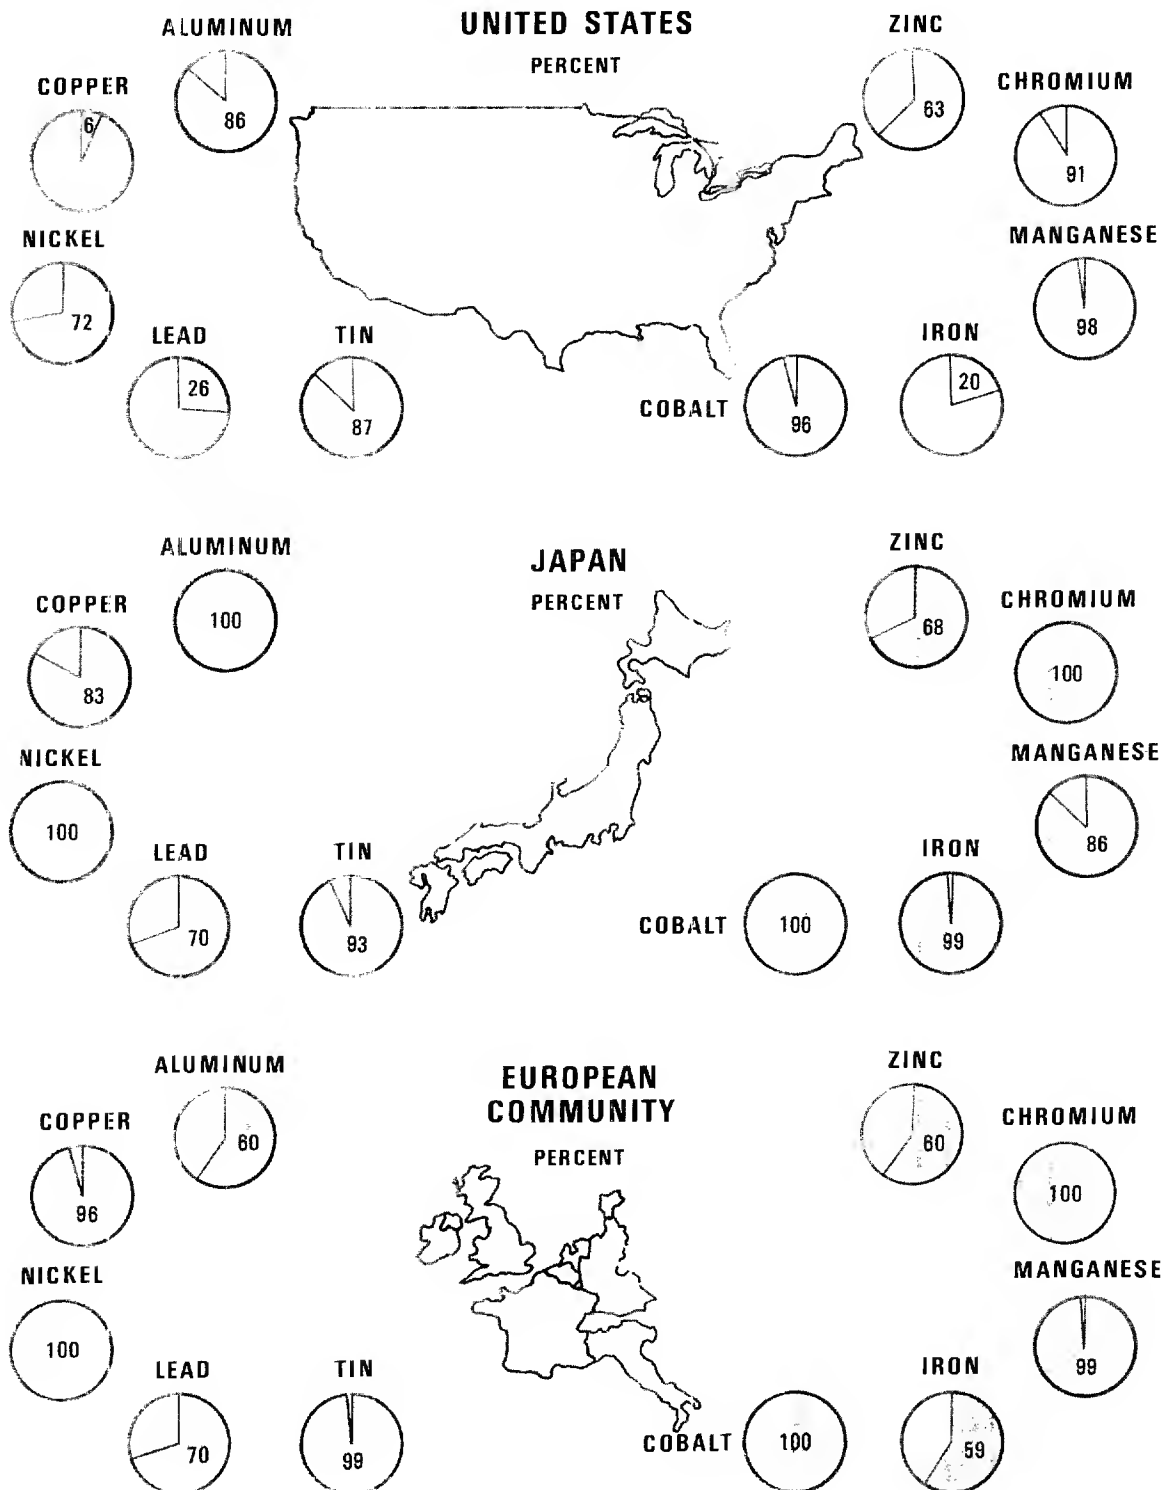 UNITED STATES
PERCENT
ALUMINUM
86
COPPER
6
NICKEL
72
LEAD
26
TIN
87
ZINC
63
CHROMIUM
91
MANGANESE
98
IRON
20
COBALT
96
JAPAN
PERCENT
ALUMINUM
100
COPPER
83
NICKEL
100
LEAD
70
TIN
93
ZINC
68
CHROMIUM
100
MANGANESE
86
IRON
99
COBALT
100
EUROPEAN
COMMUNITY
PERCENT
ALUMINUM
60
COPPER
96
NICKEL
100
LEAD
70
TIN
99
ZINC
60
CHROMIUM
100
MANGANESE
99
IRON
59
COBALT
100